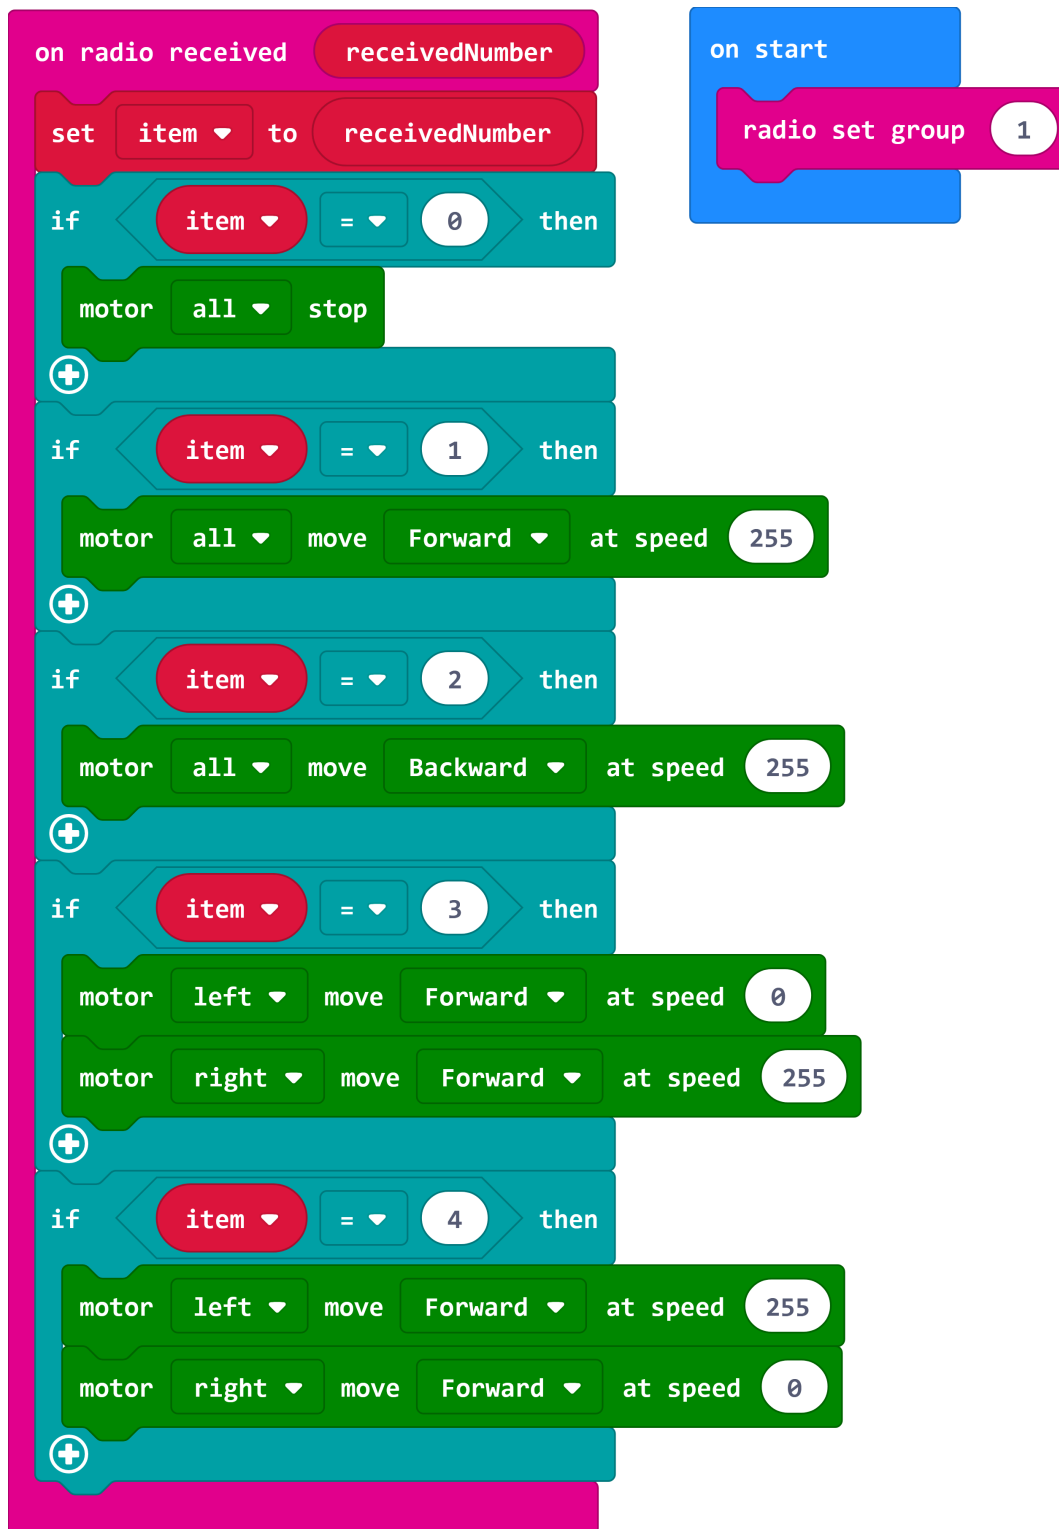 on radio received receivedNumber
set item to receivedNumber
if item = 0 then
motor all stop
if item = 1 then
motor all move Forward at speed 255
if item = 2 then
motor all move Backward at speed 255
if item = 3 then
motor left move Forward at speed 0
motor right move Forward at speed 255
if item = 4 then
motor left move Forward at speed 255
motor right move Forward at speed 0
on start
radio set group 1